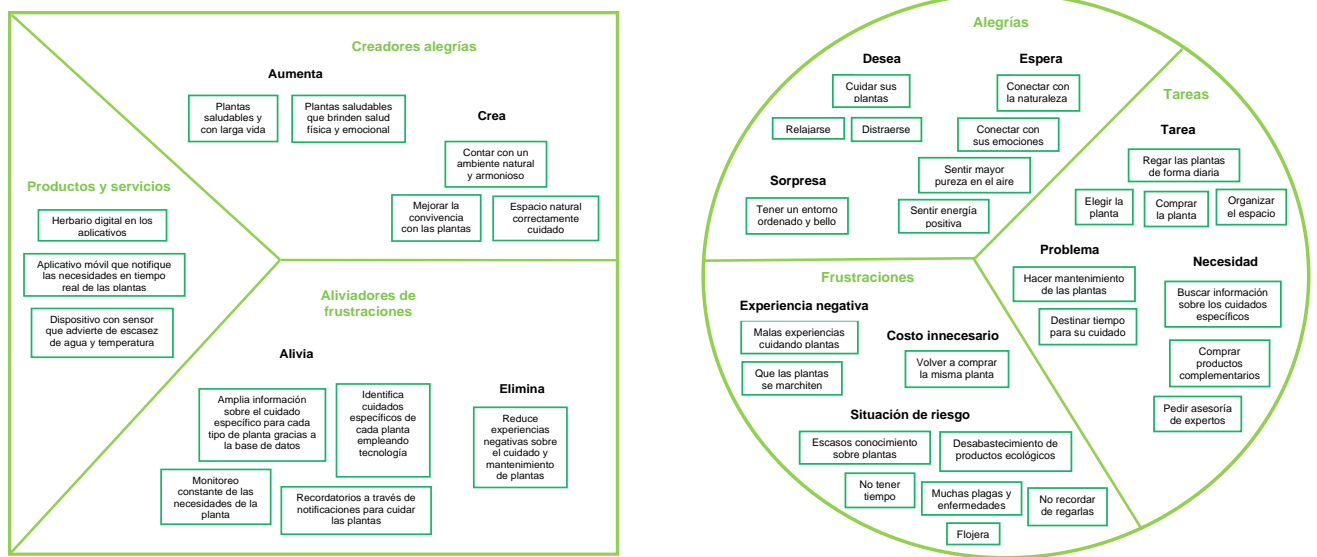 Creadores alegrías
Aumenta
Plantas
saludables y
con larga vida
Plantas saludables
que brinden salud
física y emocional
Crea
Contar con un
ambiente natural
y armonioso
Mejorar la
convivencia
con las plantas
Espacio natural
correctamente
cuidado
Productos y servicios
Herbario digital en los
aplicativos
Aplicativo móvil que notifique
las necesidades en tiempo
real de las plantas
Dispositivo con sensor
que advierte de escasez
de agua y temperatura
Aliviadores de
frustraciones
Alivia
Amplia información
sobre el cuidado
específico para cada
tipo de planta gracias a
la base de datos
Identifica
cuidados
específicos de
cada planta
empleando
tecnología
Monitoreo
constante de las
necesidades de la
planta
Recordatorios a través de
notificaciones para cuidar
las plantas
Elimina
Reduce
experiencias
negativas sobre
el cuidado y
mantenimiento
de plantas
Alegrías
Desea
Cuidar sus
plantas
Relajarse
Distraerse
Espera
Conectar con
la naturaleza
Conectar con
sus emociones
Sentir mayor
pureza en el aire
Sentir energía
positiva
Sorpresa
Tener un entorno
ordenado y bello
Tareas
Tarea
Regar las plantas
de forma diaria
Elegir la
planta
Comprar
la planta
Organizar
el espacio
Problema
Hacer mantenimiento
de las plantas
Destinar tiempo
para su cuidado
Necesidad
Buscar información
sobre los cuidados
específicos
Comprar
productos
complementarios
Pedir asesoría
de expertos
Frustraciones
Experiencia negativa
Malas experiencias
cuidando plantas
Que las plantas
se marchiten
Costo innecesario
Volver a comprar
la misma planta
Situación de riesgo
Escasos conocimiento
sobre plantas
Desabastecimiento de
productos ecológicos
No tener
tiempo
Muchas plagas y
enfermedades
No recordar
de regarlas
Flojera